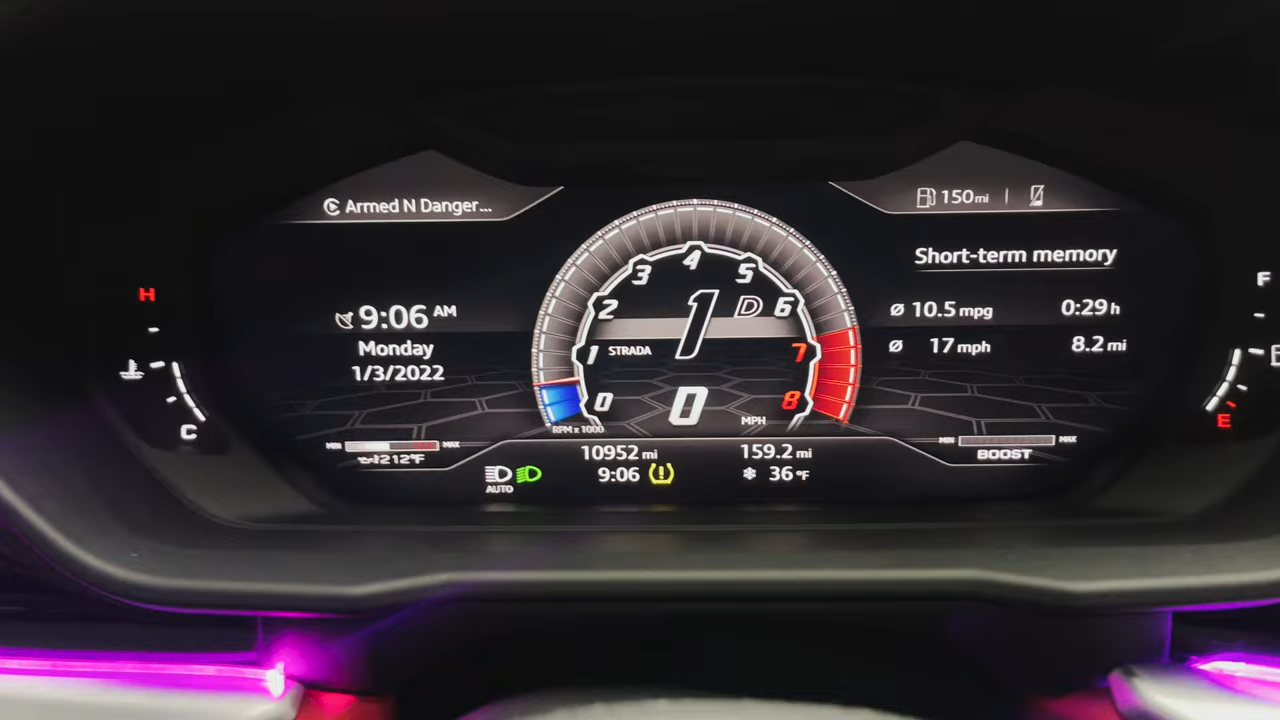 Armed N Danger...
150mi
H
C
9:06 AM
Monday
1/3/2022
MIN MAX
212°F
0
1
2
3
4
5
6
7
8
1 D
STRADA
0
MPH
RPM x 1000
Short-term memory
Ø 10.5 mpg 0:29 h
Ø 17 mph 8.2 mi
F
E
MIN MAX
BOOST
10952 mi 159.2 mi
AUTO
9:06 36 °F